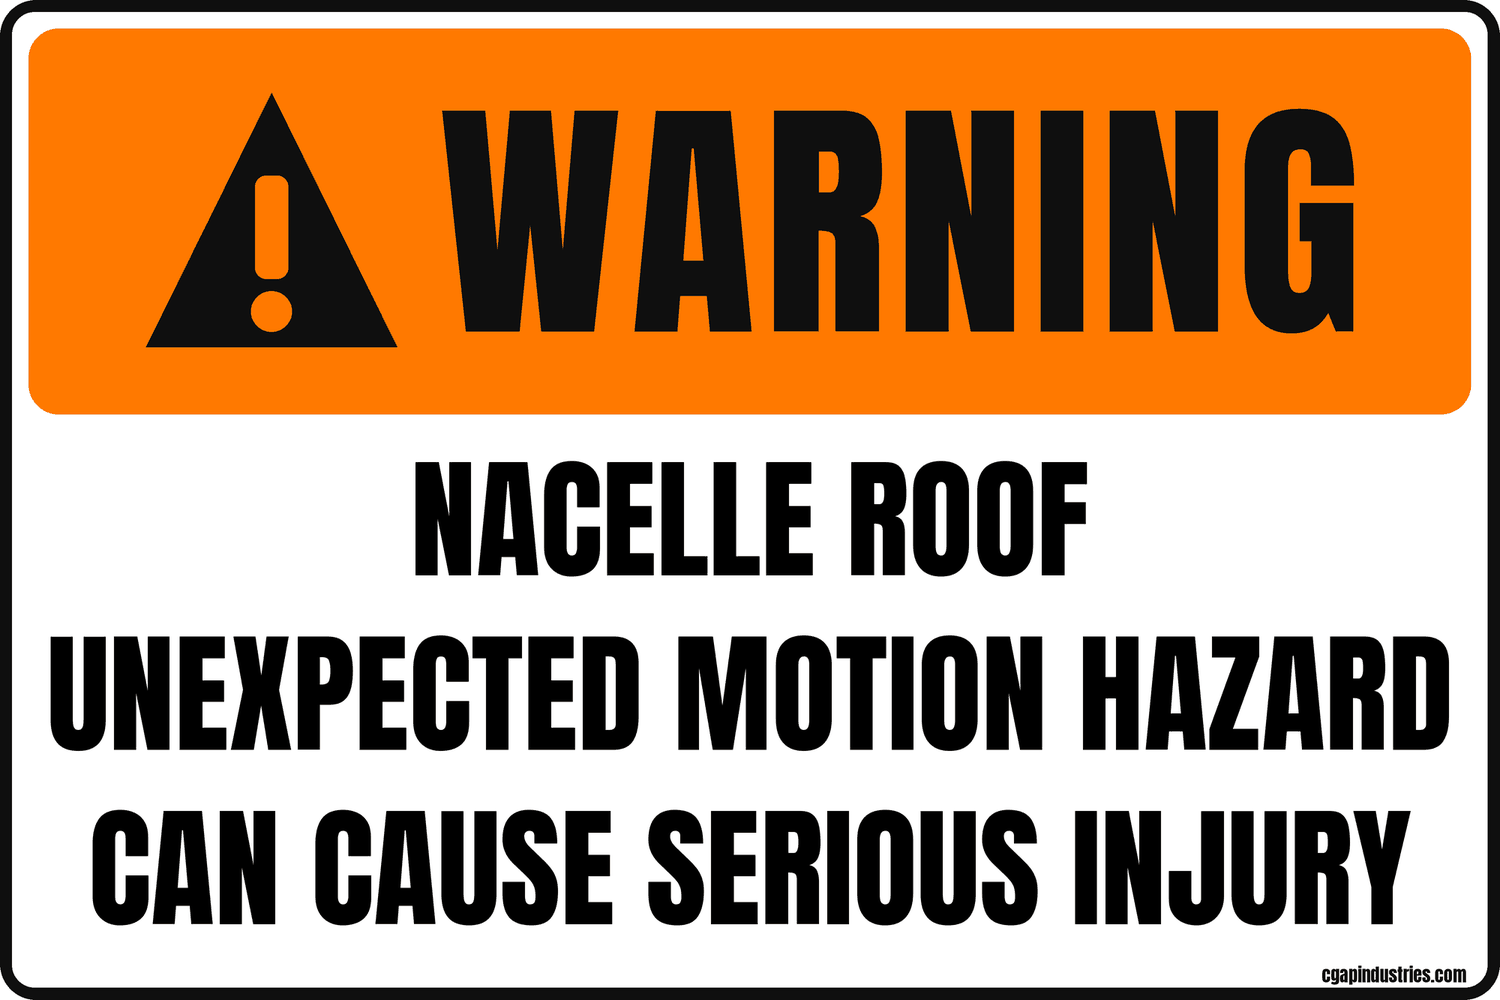 WARNING
NACELLE ROOF
UNEXPECTED MOTION HAZARD
CAN CAUSE SERIOUS INJURY
cgapindustries.com